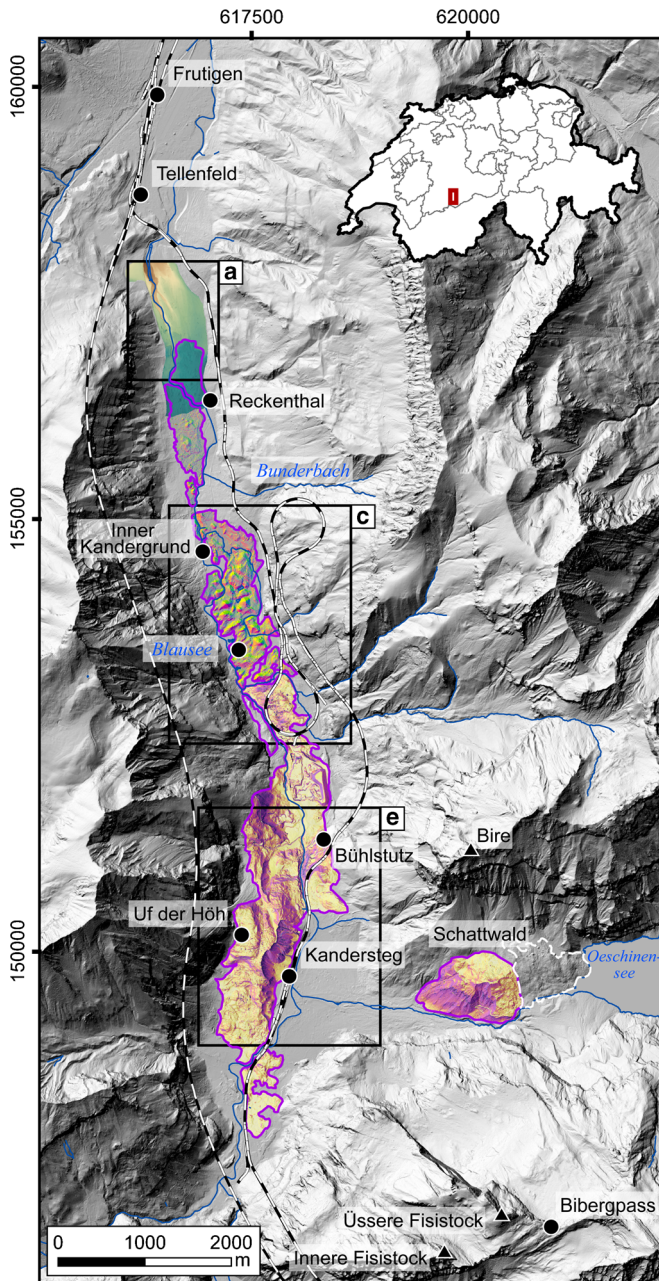 617500
620000
160000
Frutigen
Tellenfeld
a
Reckenthal
Bunderbach
155000
c
Inner
Kandergrund
Blausee
e
Bire
Bühlstutz
Uf der Höh
Schattwald
150000
Kandersteg
Oeschinen-
see
Bibergpass
Üssere Fisistock
Innere Fisistock
0 1000 2000
m